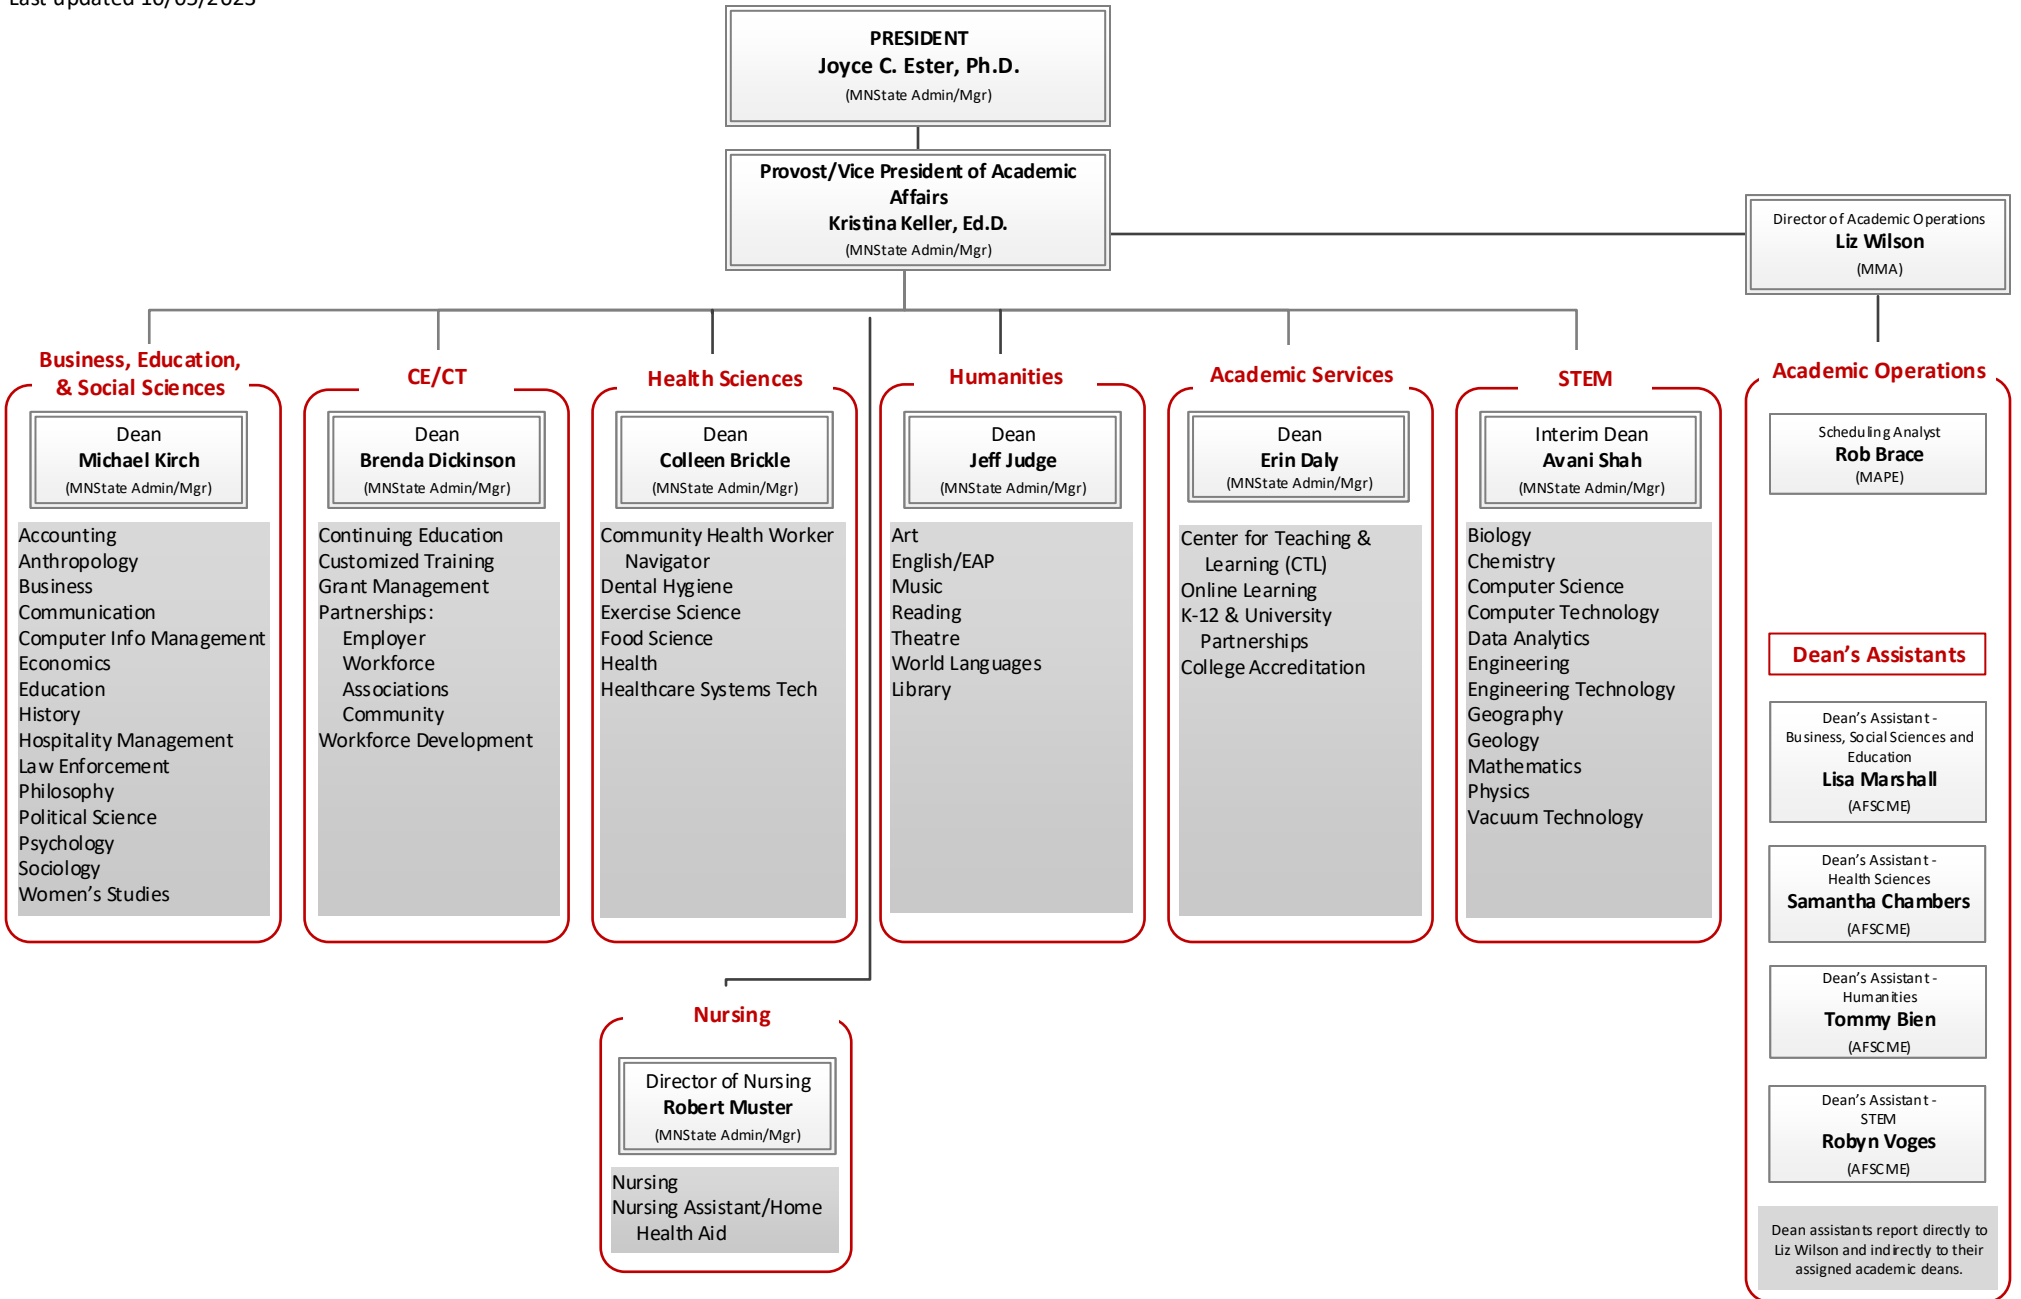 Last updated 10/05/2023
PRESIDENT
Joyce C. Ester, Ph.D.
(MNState Admin/Mgr)
Provost/Vice President of Academic
Affairs
Kristina Keller, Ed.D.
(MNState Admin/Mgr)
Director of Academic Operations
Liz Wilson
(MMA)
Business, Education,
& Social Sciences
Dean
Michael Kirch
(MNState Admin/Mgr)
Accounting
Anthropology
Business
Communication
Computer Info Management
Economics
Education
History
Hospitality Management
Law Enforcement
Philosophy
Political Science
Psychology
Sociology
Women’s Studies
CE/CT
Dean
Brenda Dickinson
(MNState Admin/Mgr)
Continuing Education
Customized Training
Grant Management
Partnerships:
Employer
Workforce
Associations
Community
Workforce Development
Health Sciences
Dean
Colleen Brickle
(MNState Admin/Mgr)
Community Health Worker
Navigator
Dental Hygiene
Exercise Science
Food Science
Health
Healthcare Systems Tech
Humanities
Dean
Jeff Judge
(MNState Admin/Mgr)
Art
English/EAP
Music
Reading
Theatre
World Languages
Library
Academic Services
Dean
Erin Daly
(MNState Admin/Mgr)
Center for Teaching &
Learning (CTL)
Online Learning
K-12 & University
Partnerships
College Accreditation
STEM
Interim Dean
Avani Shah
(MNState Admin/Mgr)
Biology
Chemistry
Computer Science
Computer Technology
Data Analytics
Engineering
Engineering Technology
Geography
Geology
Mathematics
Physics
Vacuum Technology
Academic Operations
Scheduling Analyst
Rob Brace
(MAPE)
Dean’s Assistants
Dean’s Assistant -
Business, Social Sciences and
Education
Lisa Marshall
(AFSCME)
Dean’s Assistant -
Health Sciences
Samantha Chambers
(AFSCME)
Dean’s Assistant -
Humanities
Tommy Bien
(AFSCME)
Dean’s Assistant -
STEM
Robyn Voges
(AFSCME)
Dean assistants report directly to
Liz Wilson and indirectly to their
assigned academic deans.
Nursing
Director of Nursing
Robert Muster
(MNState Admin/Mgr)
Nursing
Nursing Assistant/Home
Health Aid